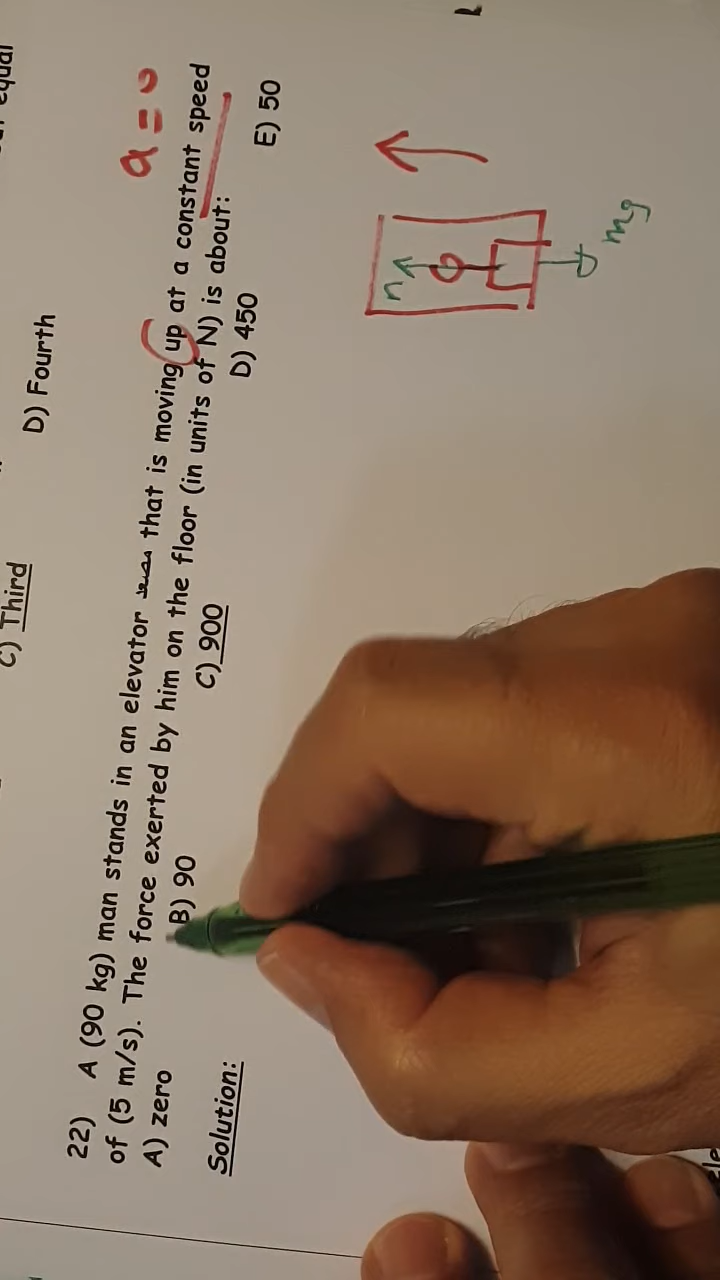 equal
C) Third D) Fourth
a = 0
22) A (90 kg) man stands in an elevator that is moving up at a constant speed
of (5 m/s). The force exerted by him on the floor (in units of N) is about:
A) zero B) 90 C) 900 D) 450 E) 50
Solution:
n
mg